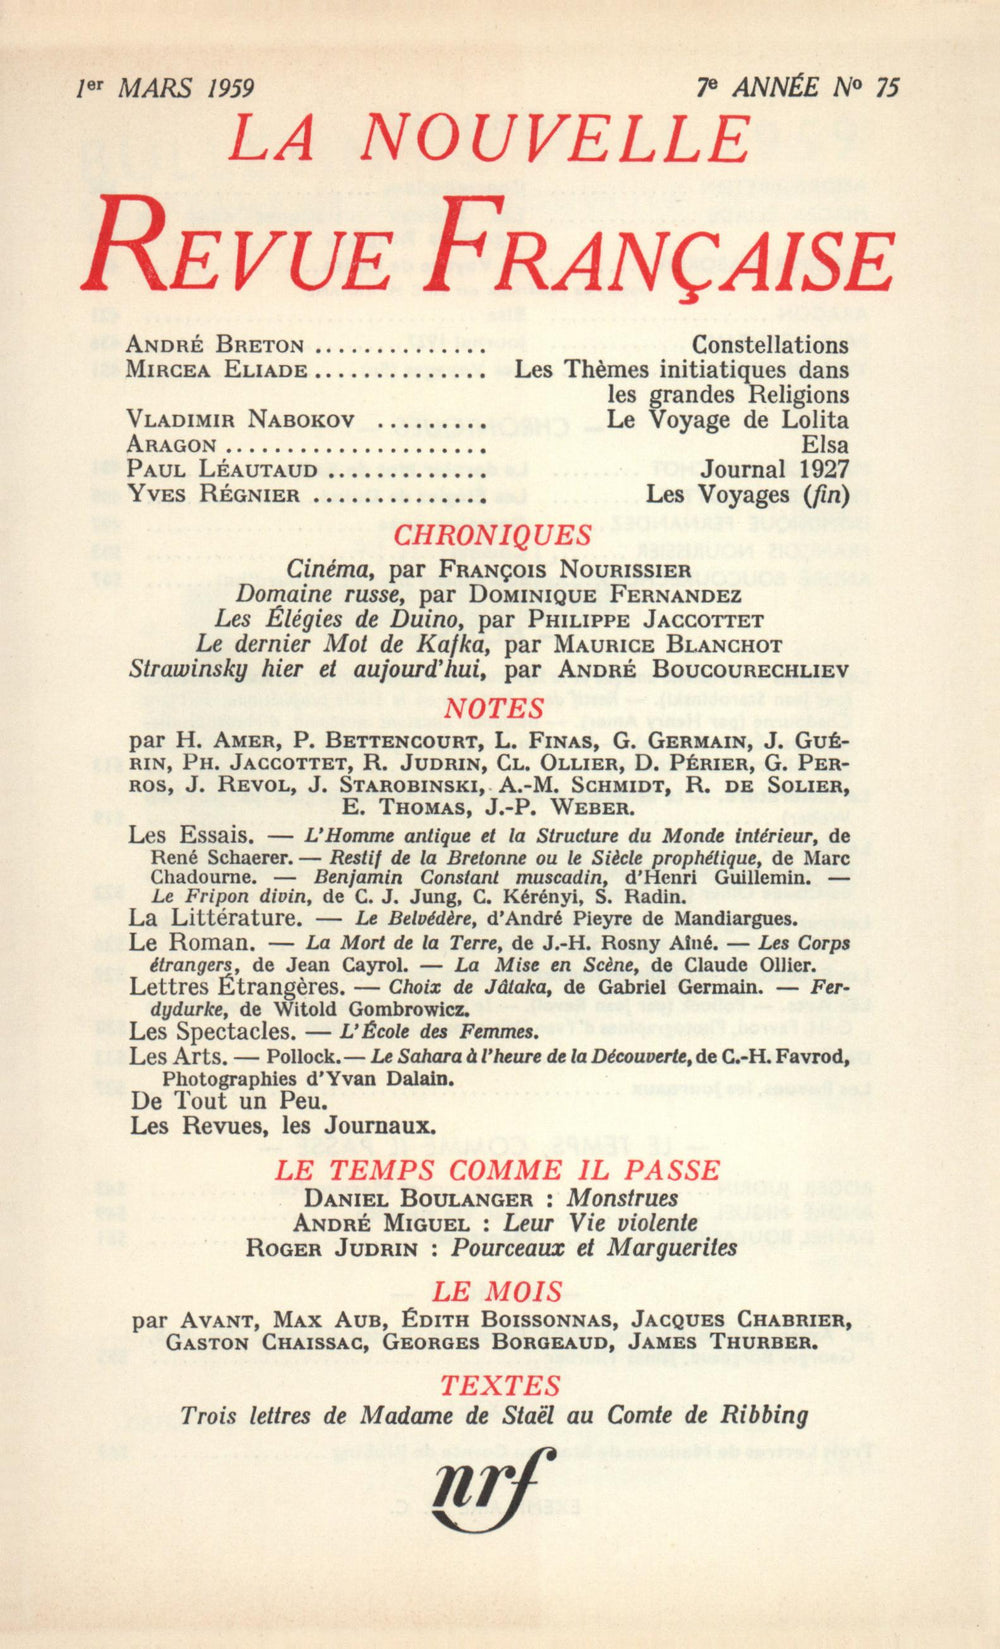 1er MARS 1959
7e ANNÉE No 75
LA NOUVELLE
REVUE FRANÇAISE
ANDRÉ BRETON .............. Constellations
MIRCEA ELIADE.............. Les Thèmes initiatiques dans
les grandes Religions
VLADIMIR NABOKOV ......... Le Voyage de Lolita
ARAGON ..................... Elsa
PAUL LÉAUTAUD ............. Journal 1927
YVES RÉGNIER .............. Les Voyages (fin)
CHRONIQUES
Cinéma, par FRANÇOIS NOURISSIER
Domaine russe, par DOMINIQUE FERNANDEZ
Les Élégies de Duino, par PHILIPPE JACCOTTET
Le dernier Mot de Kafka, par MAURICE BLANCHOT
Strawinsky hier et aujourd'hui, par ANDRÉ BOUCOURECHLIEV
NOTES
par H. AMER, P. BETTENCOURT, L. FINAS, G. GERMAIN, J. GUÉ-
RIN, PH. JACCOTTET, R. JUDRIN, CL. OLLIER, D. PÉRIER, G. PER-
ROS, J. REVOL, J. STAROBINSKI, A.-M. SCHMIDT, R. DE SOLIER,
E. THOMAS, J.-P. WEBER.
Les Essais. — L'Homme antique et la Structure du Monde intérieur, de
René Schaerer. — Restif de la Bretonne ou le Siècle prophétique, de Marc
Chadourne. — Benjamin Constant muscadin, d'Henri Guillemin. —
Le Fripon divin, de C. J. Jung, C. Kérényi, S. Radin.
La Littérature. — Le Belvédère, d'André Pieyre de Mandiargues.
Le Roman. — La Mort de la Terre, de J.-H. Rosny Aîné. — Les Corps
étrangers, de Jean Cayrol. — La Mise en Scène, de Claude Ollier.
Lettres Étrangères. — Choix de Jâtaka, de Gabriel Germain. — Fer-
dydurke, de Witold Gombrowicz.
Les Spectacles. — L'École des Femmes.
Les Arts. — Pollock. — Le Sahara à l'heure de la Découverte, de C.-H. Favrod,
Photographies d'Yvan Dalain.
De Tout un Peu.
Les Revues, les Journaux.
LE TEMPS COMME IL PASSE
DANIEL BOULANGER : Monstrues
ANDRÉ MIGUEL : Leur Vie violente
ROGER JUDRIN : Pourceaux et Marguerites
LE MOIS
par AVANT, MAX AUB, ÉDITH BOISSONNAS, JACQUES CHABRIER,
GASTON CHAISSAC, GEORGES BORGEAUD, JAMES THURBER.
TEXTES
Trois lettres de Madame de Staël au Comte de Ribbing
nrf